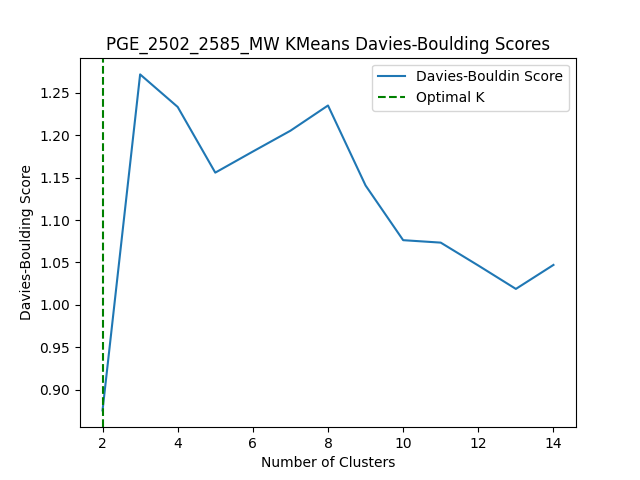 PGE_2502_2585_MW KMeans Davies-Boulding Scores
Davies-Bouldin Score
Optimal K
Davies-Boulding Score
1.25
1.20
1.15
1.10
1.05
1.00
0.95
0.90
2 4 6 8 10 12 14
Number of Clusters